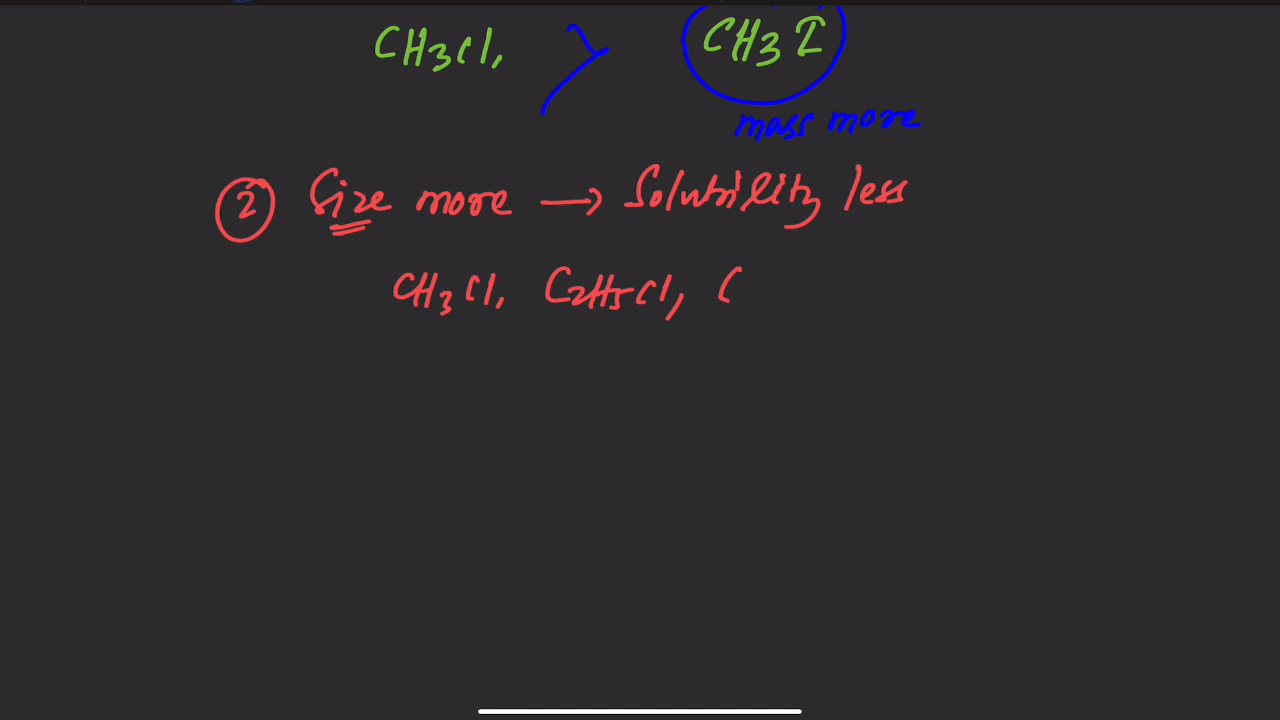 CH3Cl, > CH3I
mass more
② Size more → Solubility less
CH3Cl, C2H5Cl, C